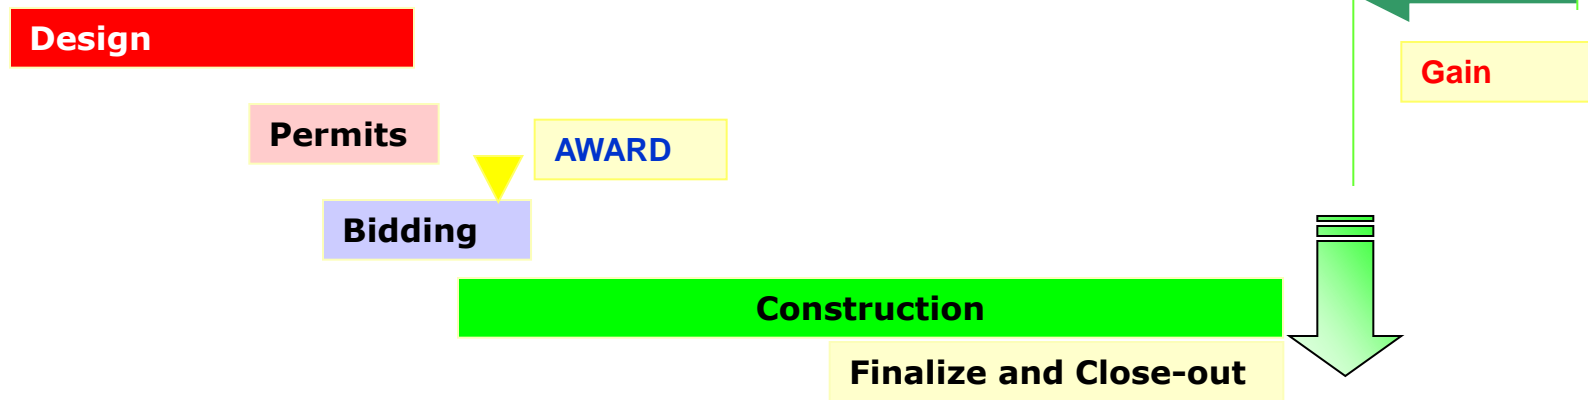 Design
Gain
Permits
AWARD
Bidding
Construction
Finalize and Close-out